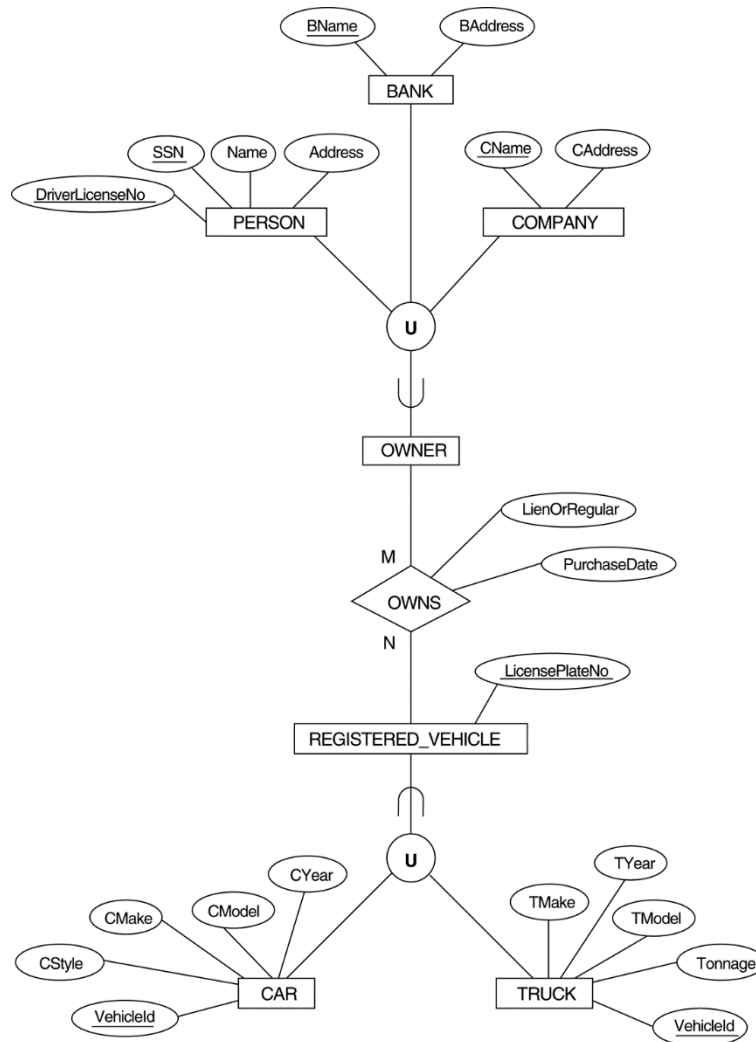 BName
BAddress
BANK
SSN
Name
Address
CName
CAddress
DriverLicenseNo
PERSON
COMPANY
U
OWNER
LienOrRegular
M
PurchaseDate
OWNS
N
LicensePlateNo
REGISTERED_VEHICLE
U
CYear
TYear
TMake
CModel
CMake
TModel
CStyle
Tonnage
CAR
TRUCK
VehicleId
VehicleId